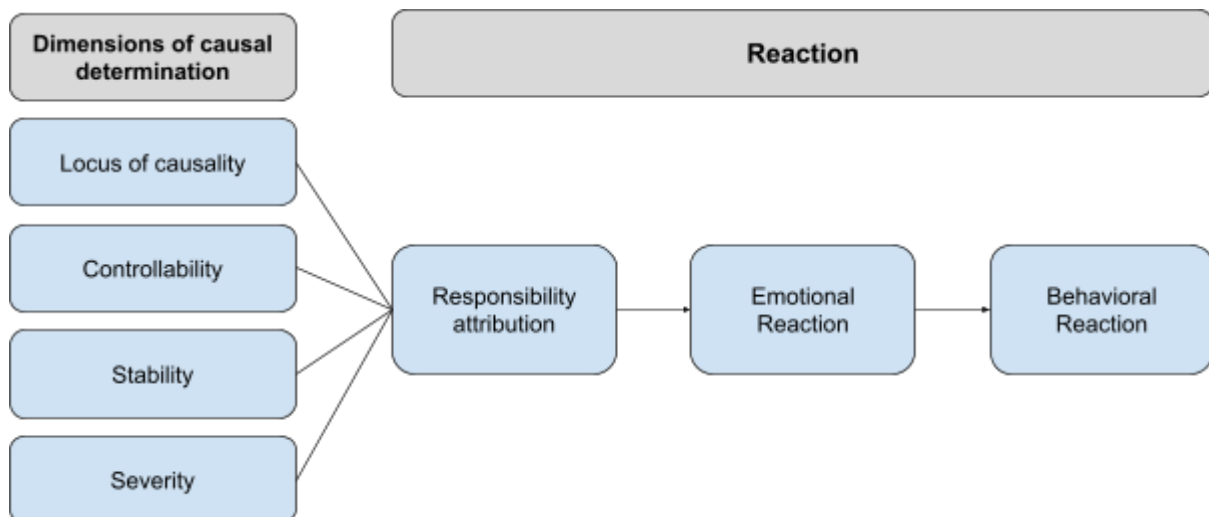 Dimensions of causal
determination
Reaction
Locus of causality
Controllability
Stability
Severity
Responsibility
attribution
Emotional
Reaction
Behavioral
Reaction